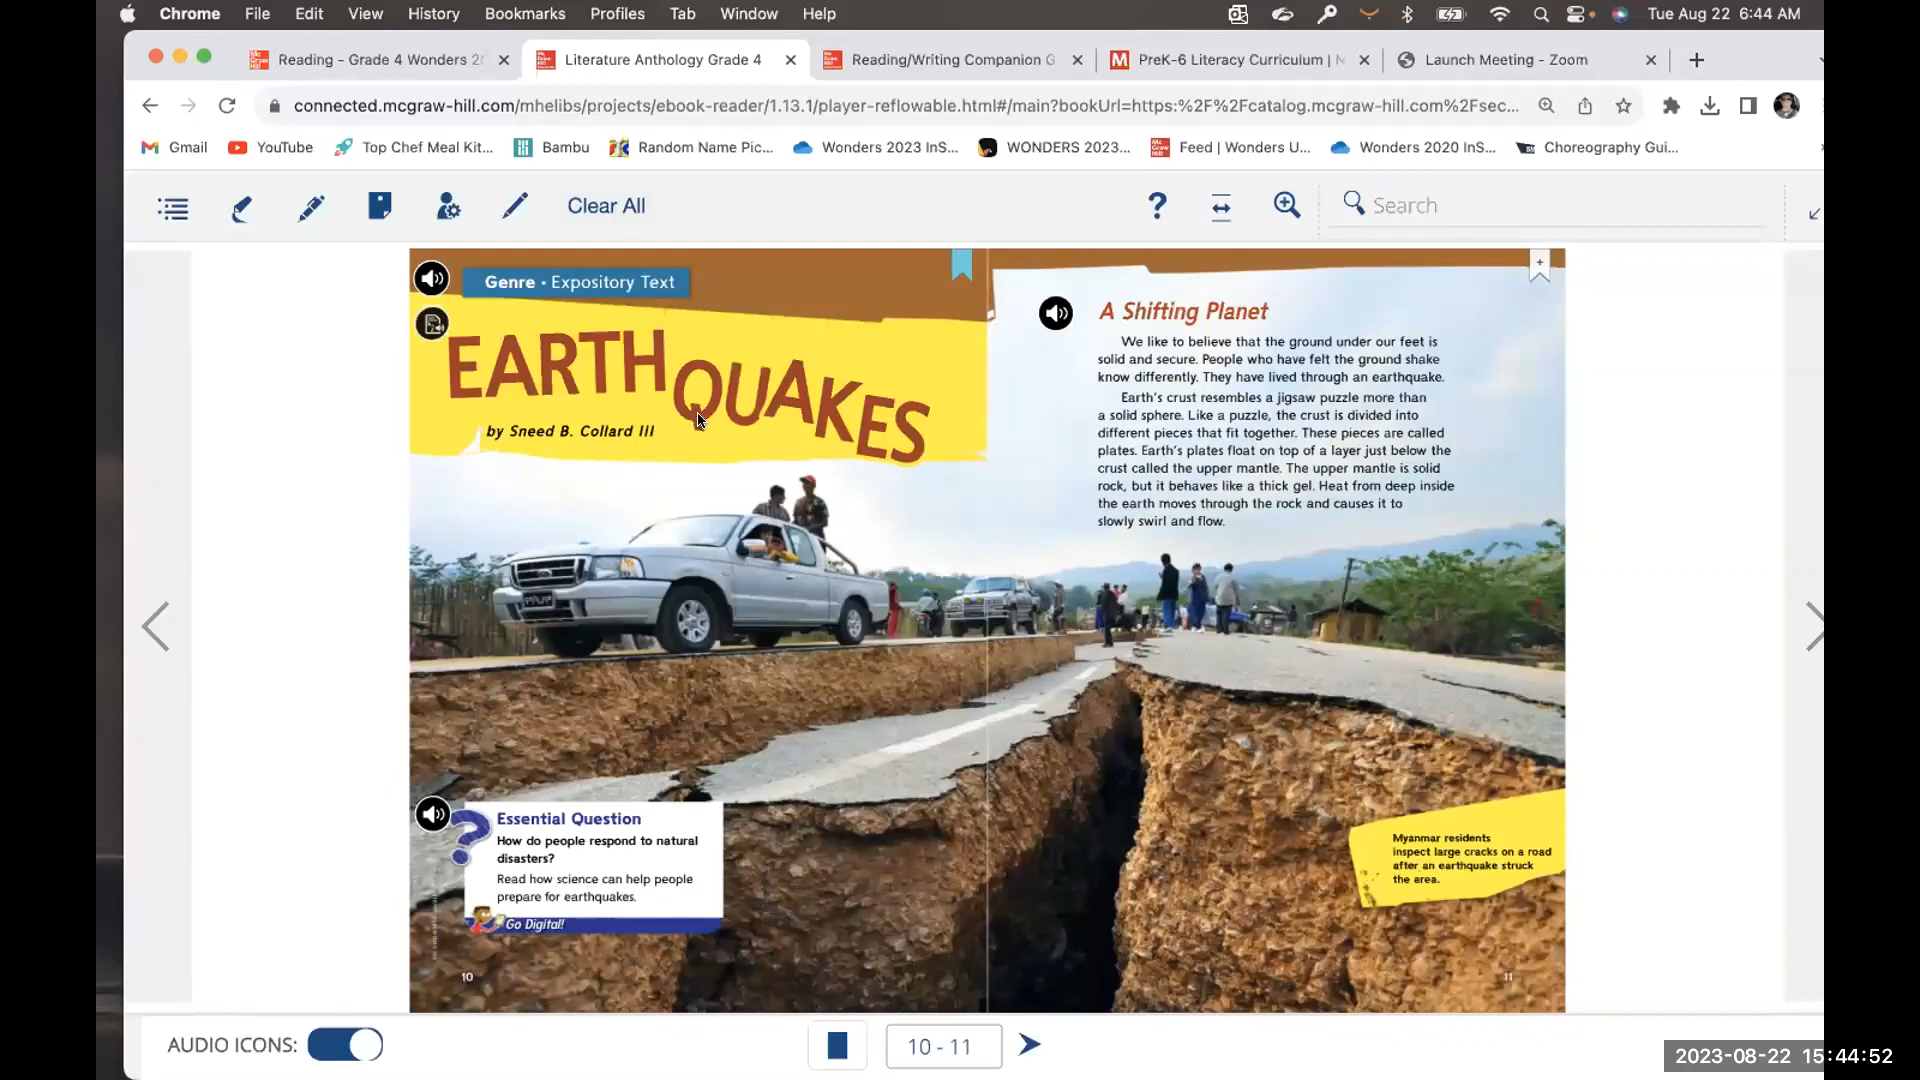 Chrome File Edit View History Bookmarks Profiles Tab Window Help Tue Aug 22 6:44 AM
Reading - Grade 4 Wonders 2 Literature Anthology Grade 4 Reading/Writing Companion G PreK-6 Literacy Curriculum | Launch Meeting - Zoom
connected.mcgraw-hill.com/mhelibs/projects/ebook-reader/1.13.1/player-reflowable.html#/main?bookUrl=https:%2F%2Fcatalog.mcgraw-hill.com%2Fsec...
Gmail YouTube Top Chef Meal Kit... Bambu Random Name Pic... Wonders 2023 InS... WONDERS 2023... Feed | Wonders U... Wonders 2020 InS... Choreography Gui...
Clear All ? Search
Genre • Expository Text
EARTHQUAKES
by Sneed B. Collard III
A Shifting Planet
We like to believe that the ground under our feet is
solid and secure. People who have felt the ground shake
know differently. They have lived through an earthquake.
Earth's crust resembles a jigsaw puzzle more than
a solid sphere. Like a puzzle, the crust is divided into
different pieces that fit together. These pieces are called
plates. Earth's plates float on top of a layer just below the
crust called the upper mantle. The upper mantle is solid
rock, but it behaves like a thick gel. Heat from deep inside
the earth moves through the rock and causes it to
slowly swirl and flow.
? Essential Question
How do people respond to natural
disasters?
Read how science can help people
prepare for earthquakes.
Go Digital!
Myanmar residents
inspect large cracks on a road
after an earthquake struck
the area.
10
11
AUDIO ICONS:
10 - 11
2023-08-22 15:44:52